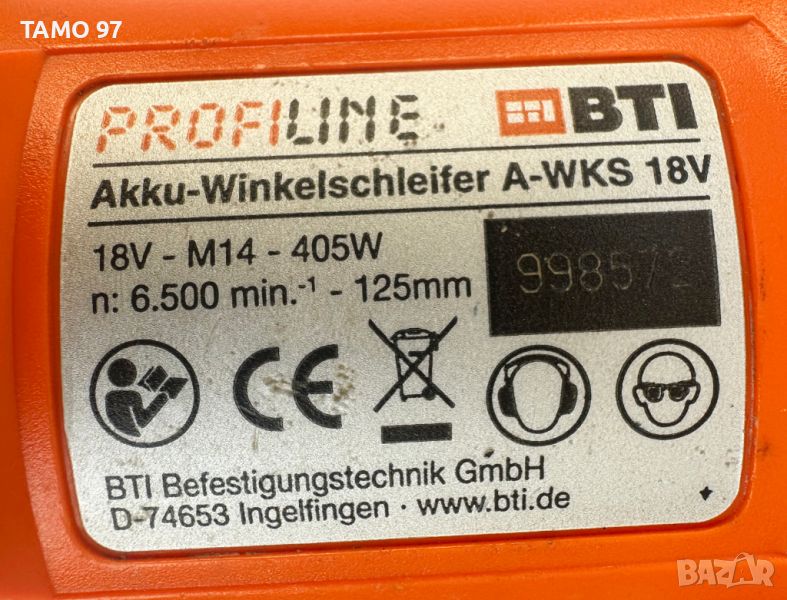 TAMO 97
PROFILINE BTI
Akku-Winkelschleifer A-WKS 18V
18V - M14 - 405W
n: 6.500 min.-1 - 125mm
CE
BTI Befestigungstechnik GmbH
D-74653 Ingelfingen · www.bti.de
BAZAR